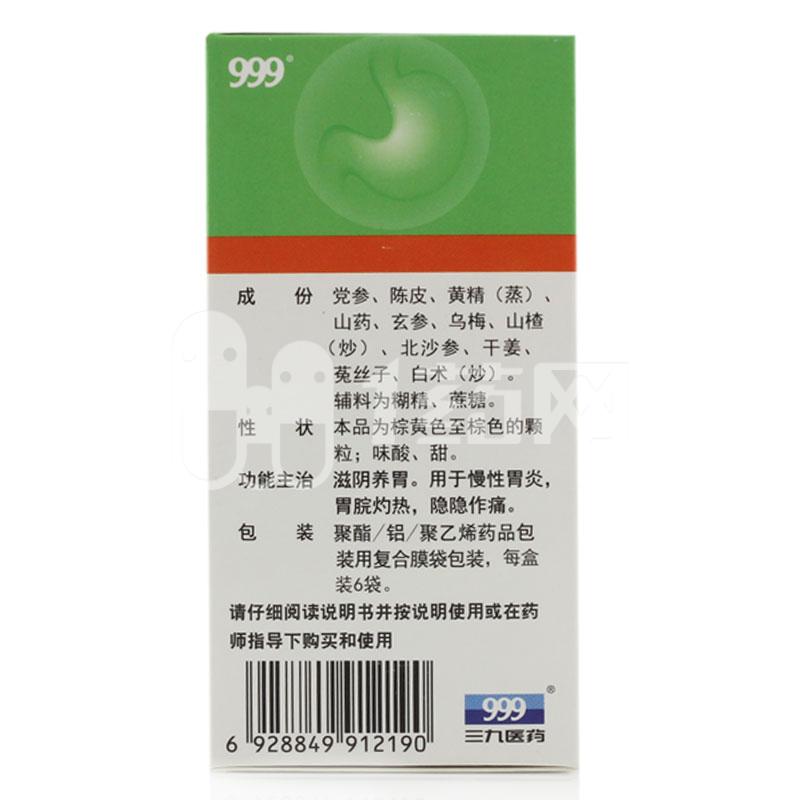 999®
成 份 党参、陈皮、黄精（蒸）、
山药、玄参、乌梅、山楂
（炒）、北沙参、干姜、
菟丝子、白术（炒）。
辅料为糊精、蔗糖。
性 状 本品为棕黄色至棕色的颗
粒；味酸、甜。
功能主治 滋阴养胃。用于慢性胃炎，
胃脘灼热，隐隐作痛。
包 装 聚酯/铝/聚乙烯药品包
装用复合膜袋包装，每盒
装6袋。
请仔细阅读说明书并按说明使用或在药
师指导下购买和使用
6 928849 912190
999®
三九医药
1药网